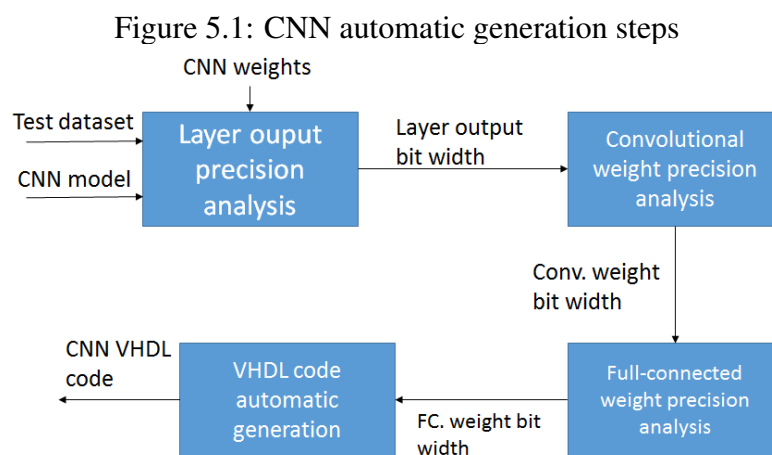 Figure 5.1: CNN automatic generation steps
CNN weights
Test dataset
CNN model
Layer ouput
precision
analysis
Layer output
bit width
Convolutional
weight precision
analysis
Conv. weight
bit width
Full-connected
weight precision
analysis
FC. weight bit
width
VHDL code
automatic
generation
CNN VHDL
code